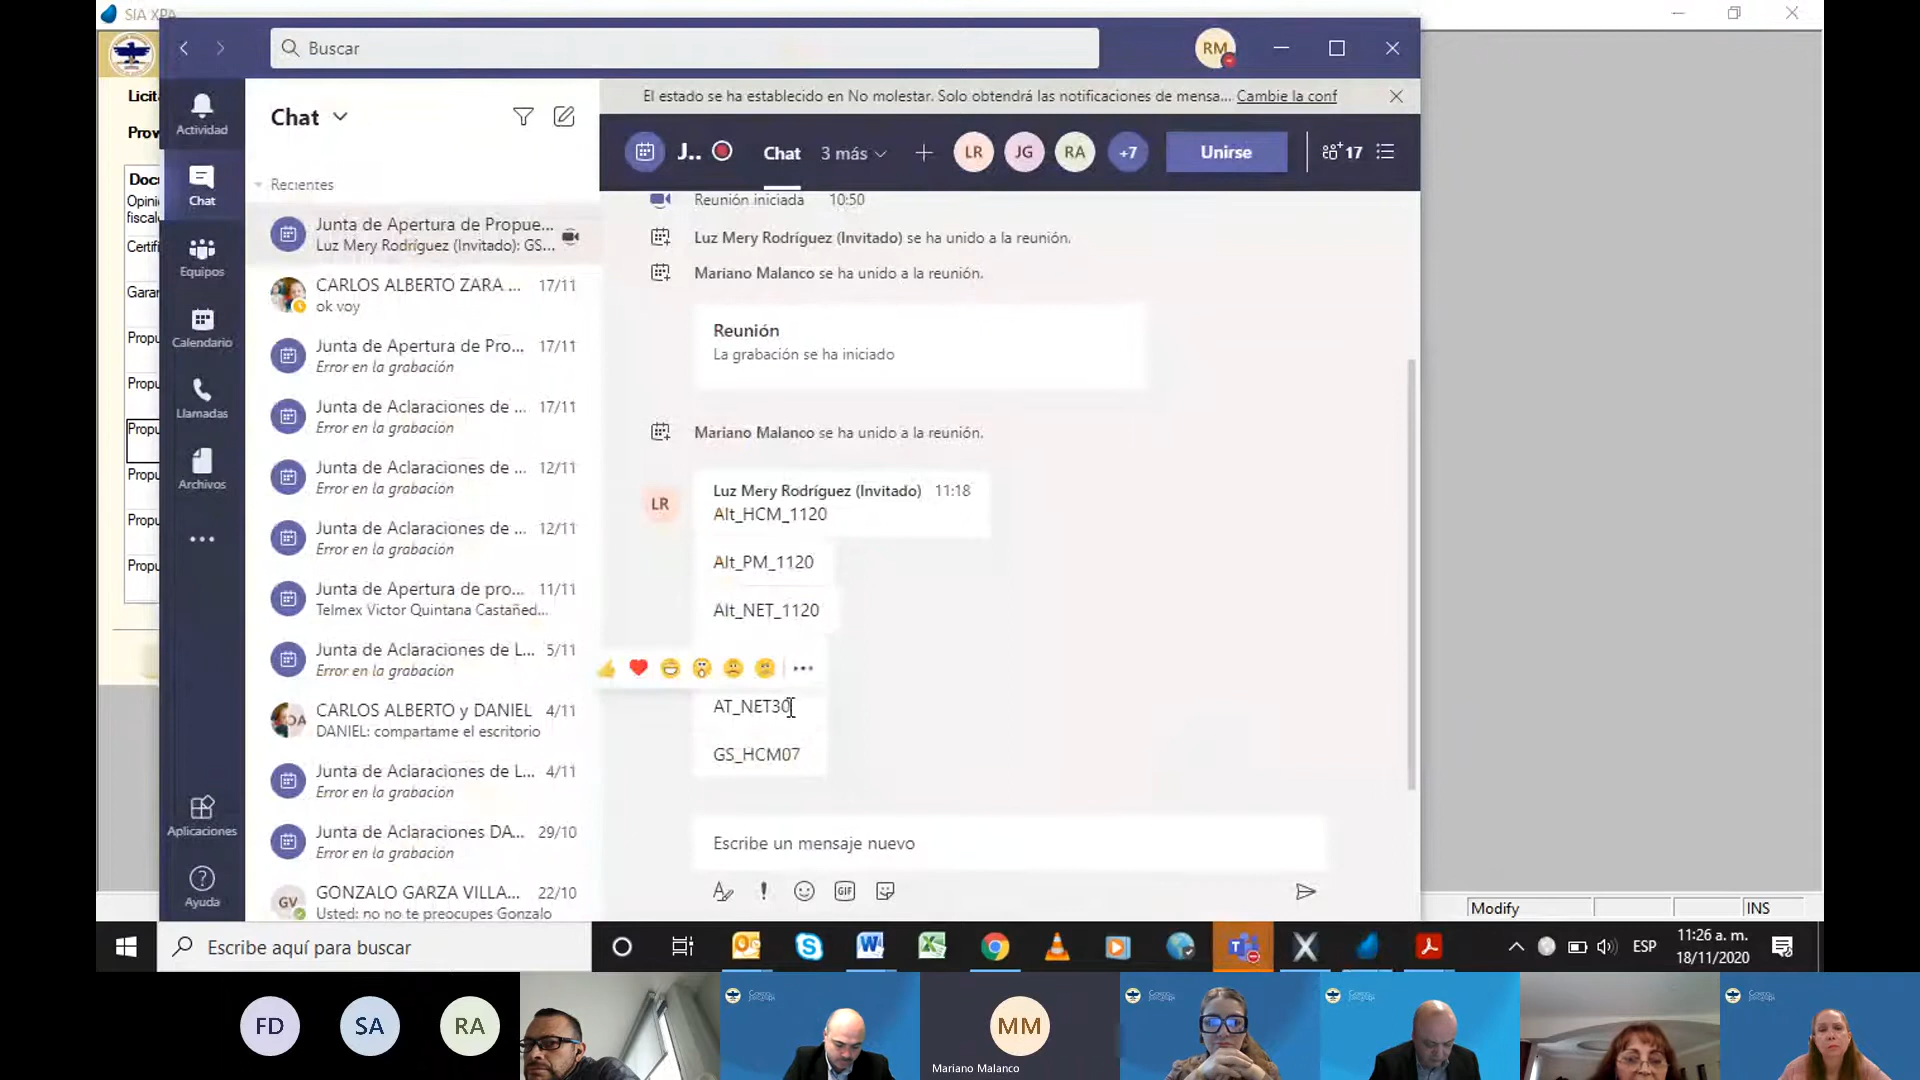 SIA XPA
Buscar
RM
Licit
Prov
Docu
Opini
fiscale
Certifi
Garar
Propu
Propu
Propu
Propu
Propu
Propu
Actividad
Chat
Equipos
Calendario
Llamadas
Archivos
Aplicaciones
Ayuda
Chat
Recientes
Junta de Apertura de Propue...
Luz Mery Rodríguez (Invitado): GS...
CARLOS ALBERTO ZARA ... 17/11
ok voy
Junta de Apertura de Pro... 17/11
Error en la grabación
Junta de Aclaraciones de ... 17/11
Error en la grabación
Junta de Aclaraciones de ... 12/11
Error en la grabación
Junta de Aclaraciones de ... 12/11
Error en la grabación
Junta de Apertura de pro... 11/11
Telmex Victor Quintana Castañed...
Junta de Aclaraciones de L... 5/11
Error en la grabacion
CARLOS ALBERTO y DANIEL 4/11
DANIEL: compartame el escritorio
Junta de Aclaraciones de L... 4/11
Error en la grabacion
Junta de Aclaraciones DA... 29/10
Error en la grabación
GV
GONZALO GARZA VILLA... 22/10
Usted: no no te preocupes Gonzalo
El estado se ha establecido en No molestar. Solo obtendrá las notificaciones de mensa... Cambie la conf
J.. Chat 3 más LR JG RA +7 Unirse 17
Reunión iniciada 10:50
Luz Mery Rodríguez (Invitado) se ha unido a la reunión.
Mariano Malanco se ha unido a la reunión.
Reunión
La grabación se ha iniciado
Mariano Malanco se ha unido a la reunión.
LR
Luz Mery Rodríguez (Invitado) 11:18
Alt_HCM_1120
Alt_PM_1120
Alt_NET_1120
AT_NET30
GS_HCM07
Escribe un mensaje nuevo
GIF
Modify INS
Escribe aquí para buscar
ESP
11:26 a. m.
18/11/2020
FD SA RA MM
Mariano Malanco